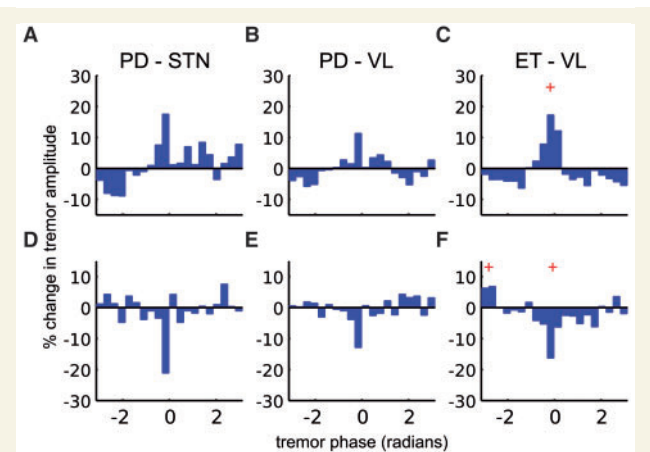 A B C
PD - STN PD - VL ET - VL
30 30 30
+
20 20 20
10 10 10
0 0 0
-10 -10 -10
D E F
% change in tremor amplitude
+ +
10 10 10
0 0 0
-10 -10 -10
-20 -20 -20
-30 -30 -30
-2 0 2 -2 0 2 -2 0 2
tremor phase (radians)